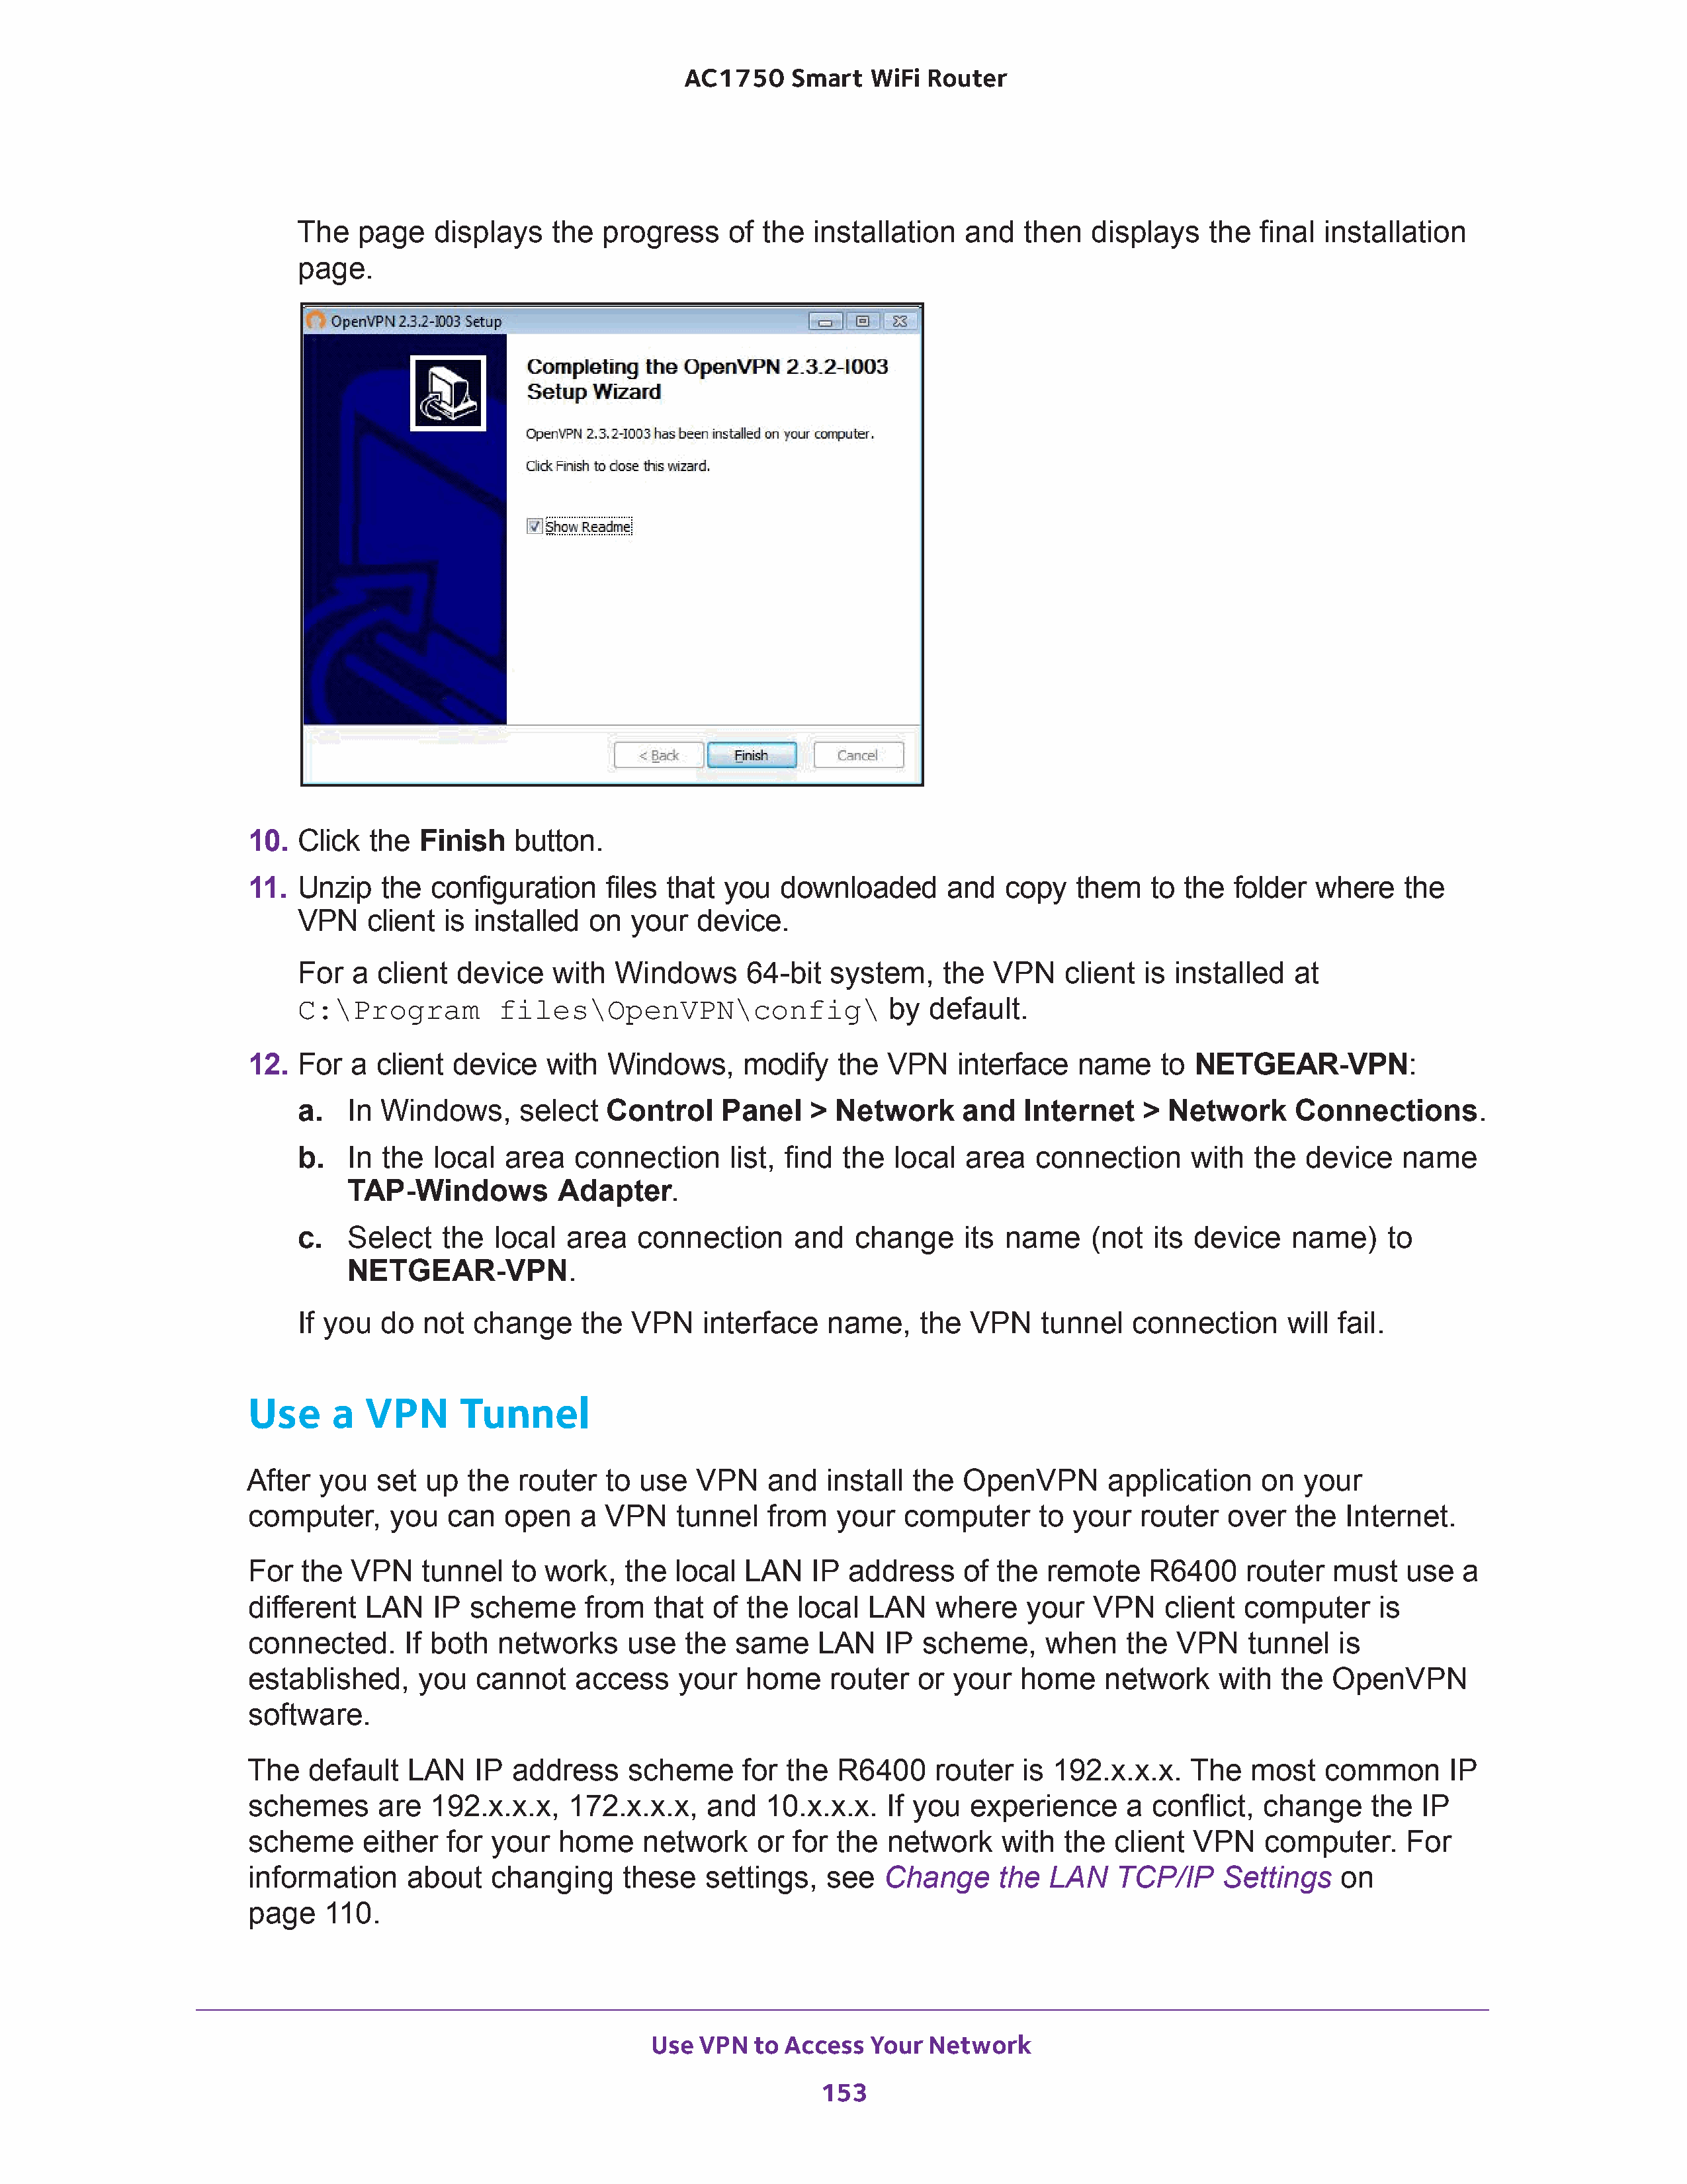 AC1750 Smart WiFi Router
The page displays the progress of the installation and then displays the final installation
page.
OpenVPN 2.3.2-I003 Setup
Completing the OpenVPN 2.3.2-I003
Setup Wizard
OpenVPN 2.3.2-I003 has been installed on your computer.
Click Finish to close this wizard.
Show Readme
< Back Finish Cancel
10. Click the Finish button.
11. Unzip the configuration files that you downloaded and copy them to the folder where the
VPN client is installed on your device.
For a client device with Windows 64-bit system, the VPN client is installed at
C:\Program files\OpenVPN\config\ by default.
12. For a client device with Windows, modify the VPN interface name to NETGEAR-VPN:
a. In Windows, select Control Panel > Network and Internet > Network Connections.
b. In the local area connection list, find the local area connection with the device name
TAP-Windows Adapter.
c. Select the local area connection and change its name (not its device name) to
NETGEAR-VPN.
If you do not change the VPN interface name, the VPN tunnel connection will fail.
Use a VPN Tunnel
After you set up the router to use VPN and install the OpenVPN application on your
computer, you can open a VPN tunnel from your computer to your router over the Internet.
For the VPN tunnel to work, the local LAN IP address of the remote R6400 router must use a
different LAN IP scheme from that of the local LAN where your VPN client computer is
connected. If both networks use the same LAN IP scheme, when the VPN tunnel is
established, you cannot access your home router or your home network with the OpenVPN
software.
The default LAN IP address scheme for the R6400 router is 192.x.x.x. The most common IP
schemes are 192.x.x.x, 172.x.x.x, and 10.x.x.x. If you experience a conflict, change the IP
scheme either for your home network or for the network with the client VPN computer. For
information about changing these settings, see Change the LAN TCP/IP Settings on
page 110.
Use VPN to Access Your Network
153